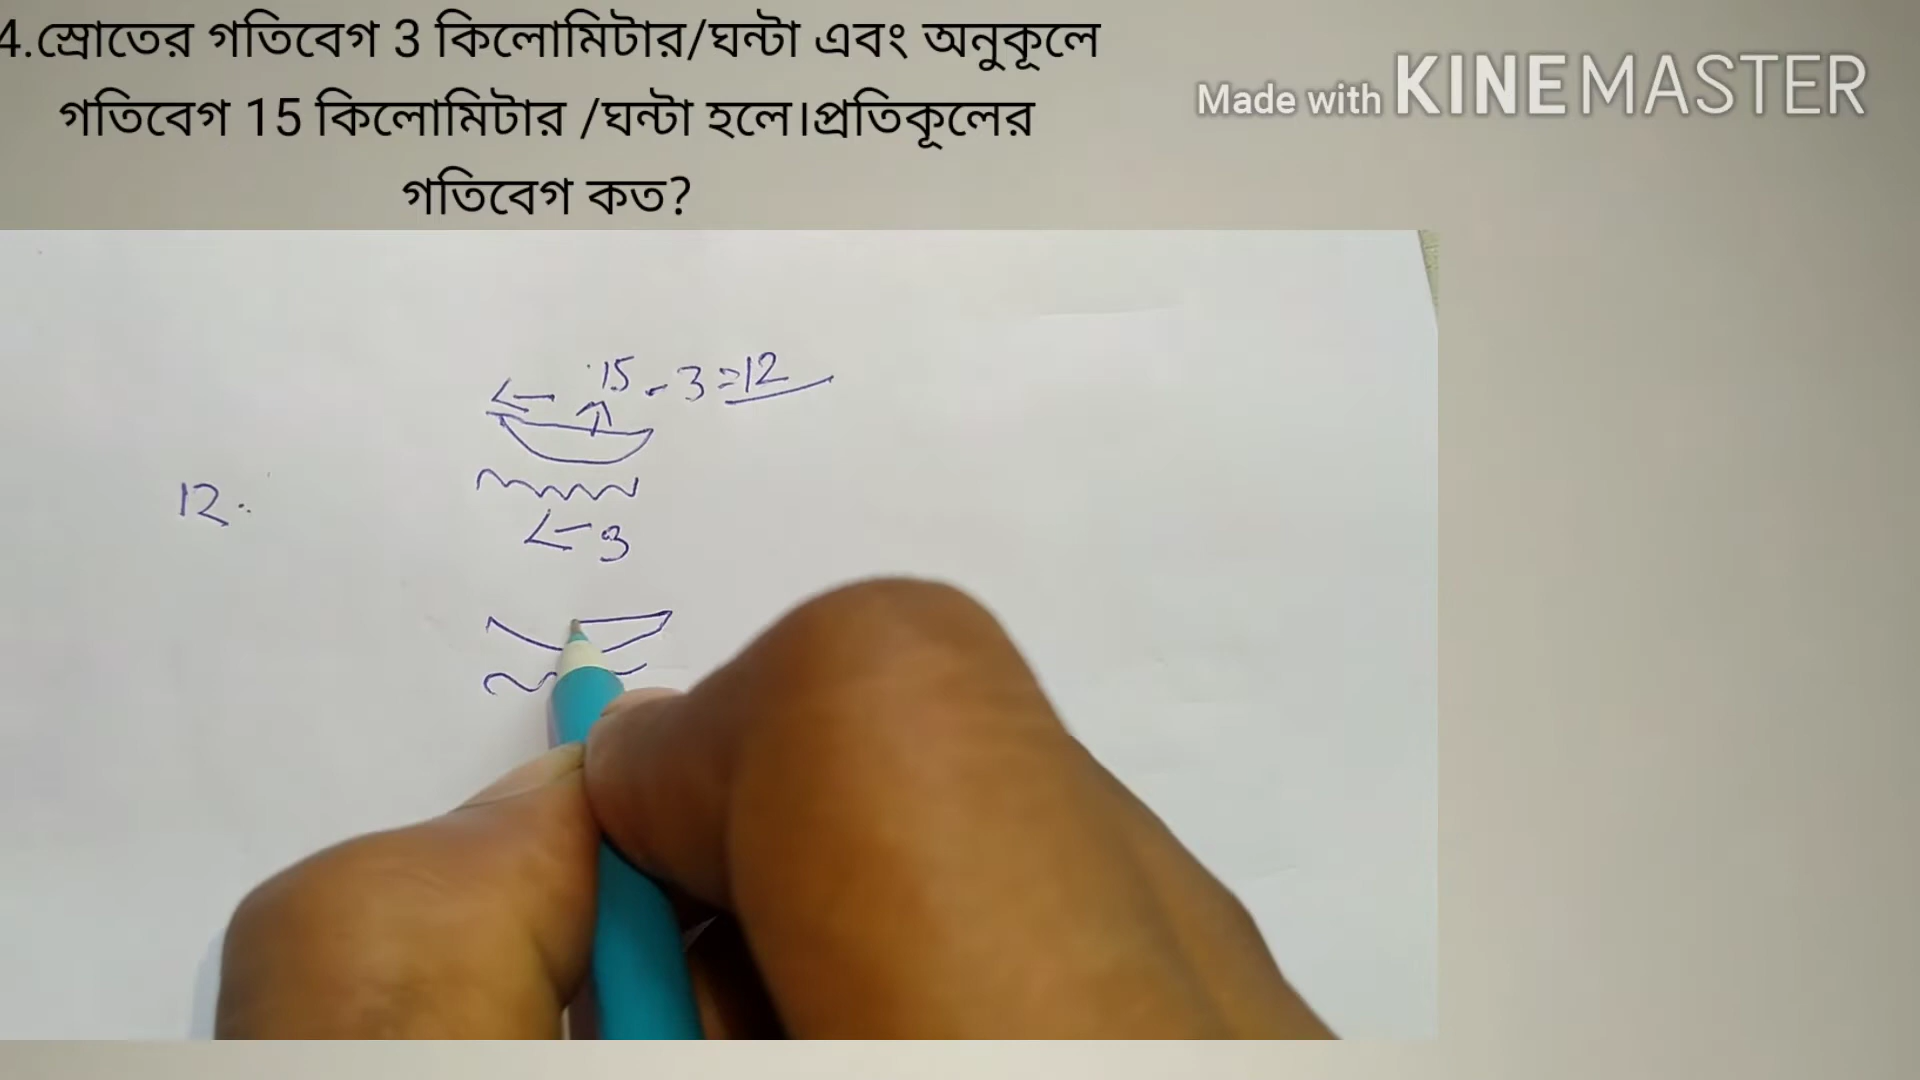 4.স্রোতের গতিবেগ 3 কিলোমিটার/ঘন্টা এবং অনুকূলে
গতিবেগ 15 কিলোমিটার /ঘন্টা হলে।প্রতিকূলের
গতিবেগ কত?
Made with KINEMASTER
15 - 3 = 12
12.
3